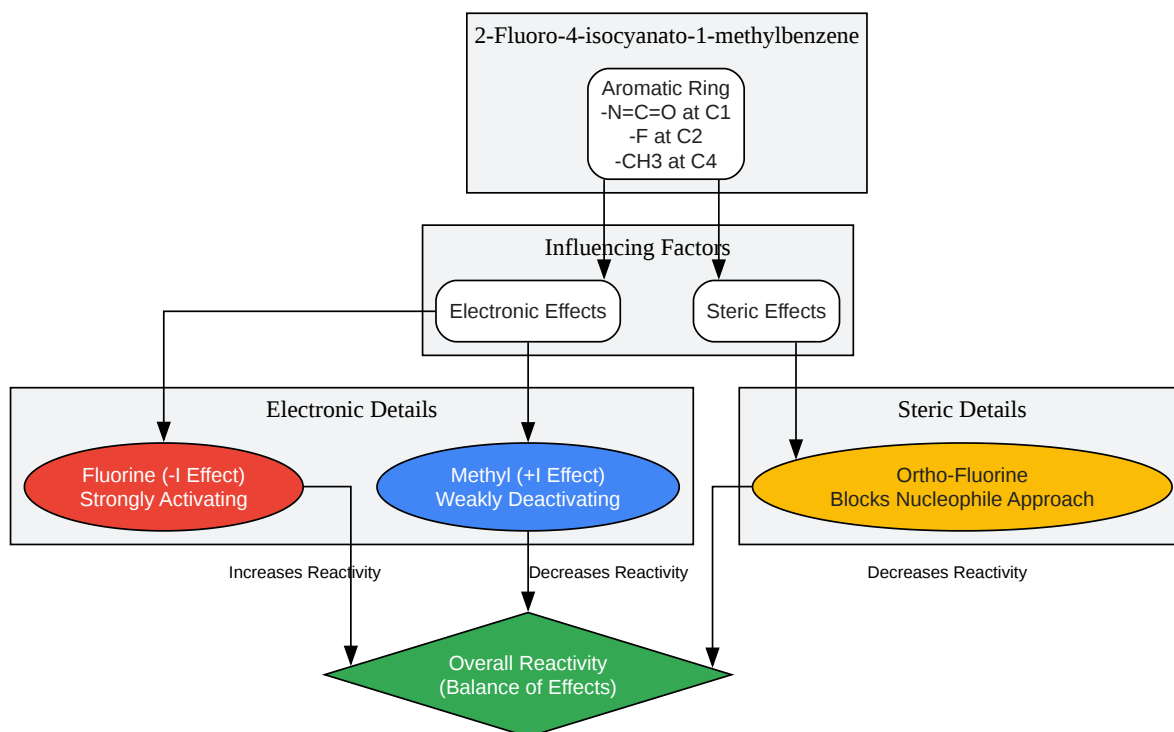 2-Fluoro-4-isocyanato-1-methylbenzene
Aromatic Ring
-N=C=O at C1
-F at C2
-CH3 at C4
Influencing Factors
Electronic Effects
Steric Effects
Electronic Details
Steric Details
Fluorine (-I Effect)
Strongly Activating
Methyl (+I Effect)
Weakly Deactivating
Ortho-Fluorine
Blocks Nucleophile Approach
Increases Reactivity
Decreases Reactivity
Decreases Reactivity
Overall Reactivity
(Balance of Effects)